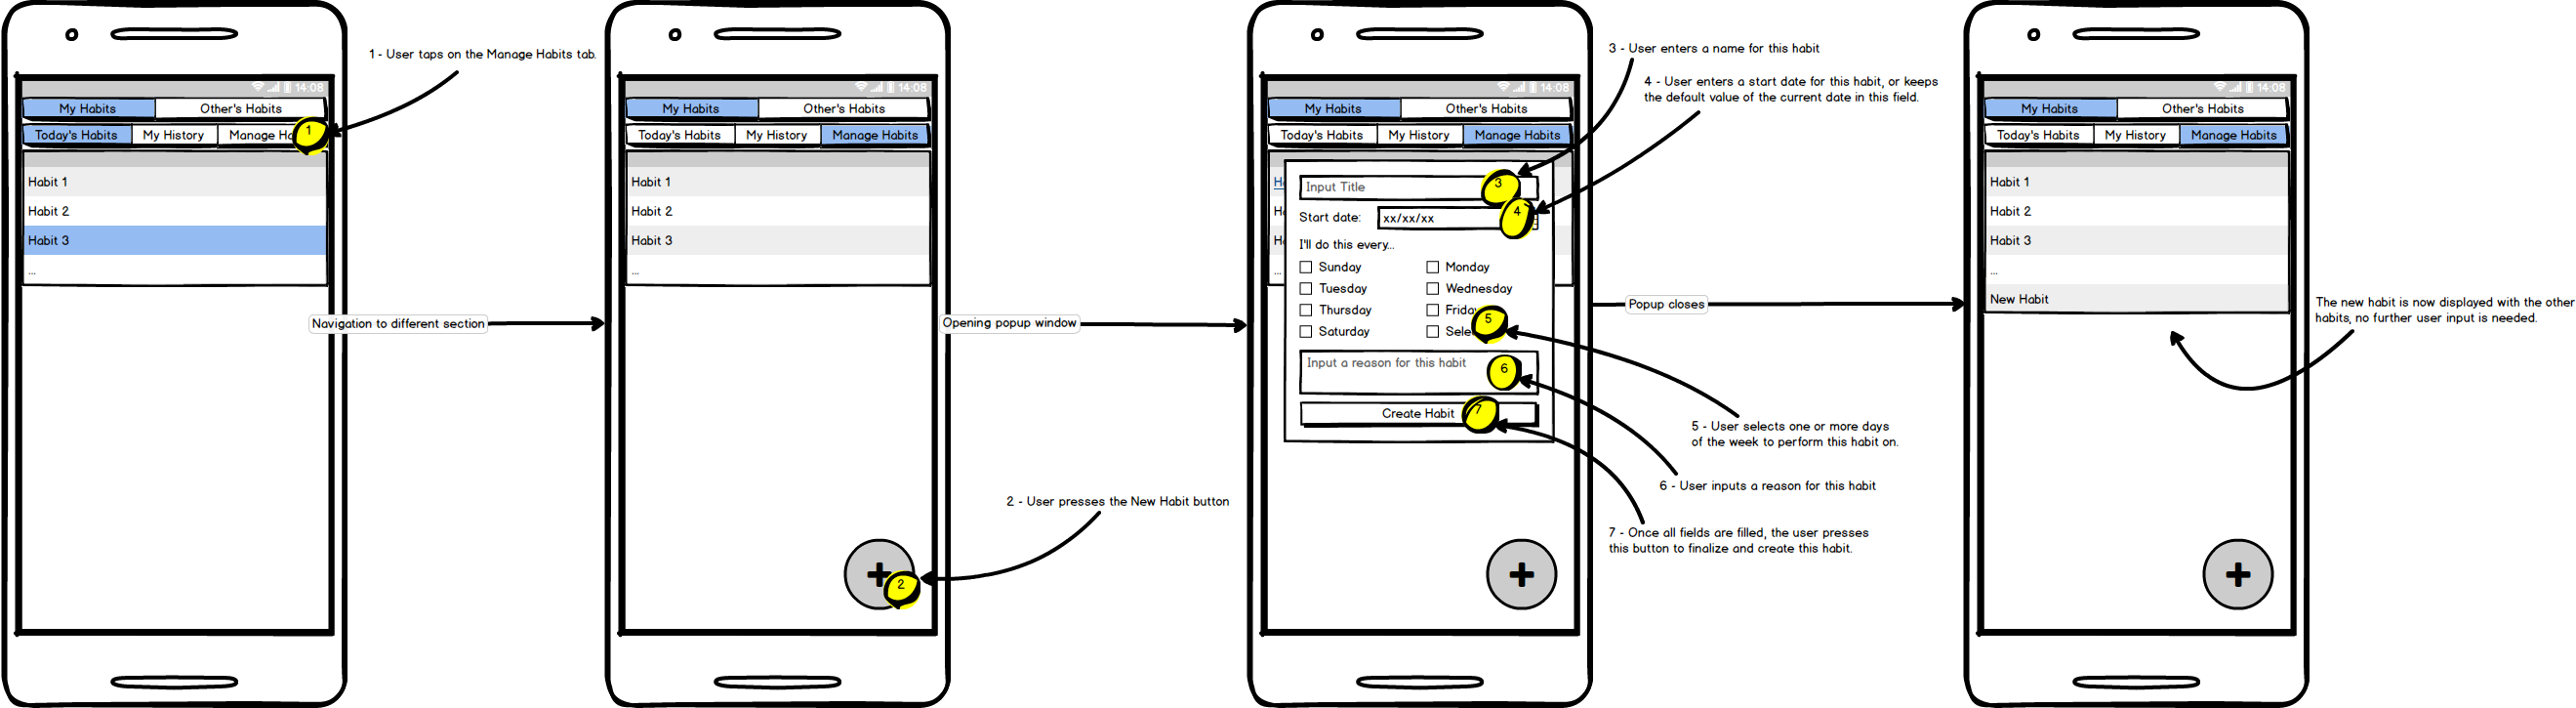 1 - User taps on the Manage Habits tab.
14:08
My Habits
Other's Habits
Today's Habits
My History
Manage
1
Habit 1
Habit 2
Habit 3
...
Navigation to different section
14:08
My Habits
Other's Habits
Today's Habits
My History
Manage Habits
Habit 1
Habit 2
Habit 3
...
Opening popup window
2 - User presses the New Habit button
+
2
14:08
My Habits
Other's Habits
Today's Habits
My History
Manage Habits
Input Title
3
Start date:
xx/xx/xx
4
I'll do this every...
Sunday
Monday
Tuesday
Wednesday
Thursday
Friday
Saturday
5
Input a reason for this habit
6
Create Habit
7
...
+
3 - User enters a name for this habit
4 - User enters a start date for this habit, or keeps
the default value of the current date in this field.
Popup closes
5 - User selects one or more days
of the week to perform this habit on.
6 - User inputs a reason for this habit
7 - Once all fields are filled, the user presses
this button to finalize and create this habit.
14:08
My Habits
Other's Habits
Today's Habits
My History
Manage Habits
Habit 1
Habit 2
Habit 3
...
New Habit
+
The new habit is now displayed with the other
habits, no further user input is needed.